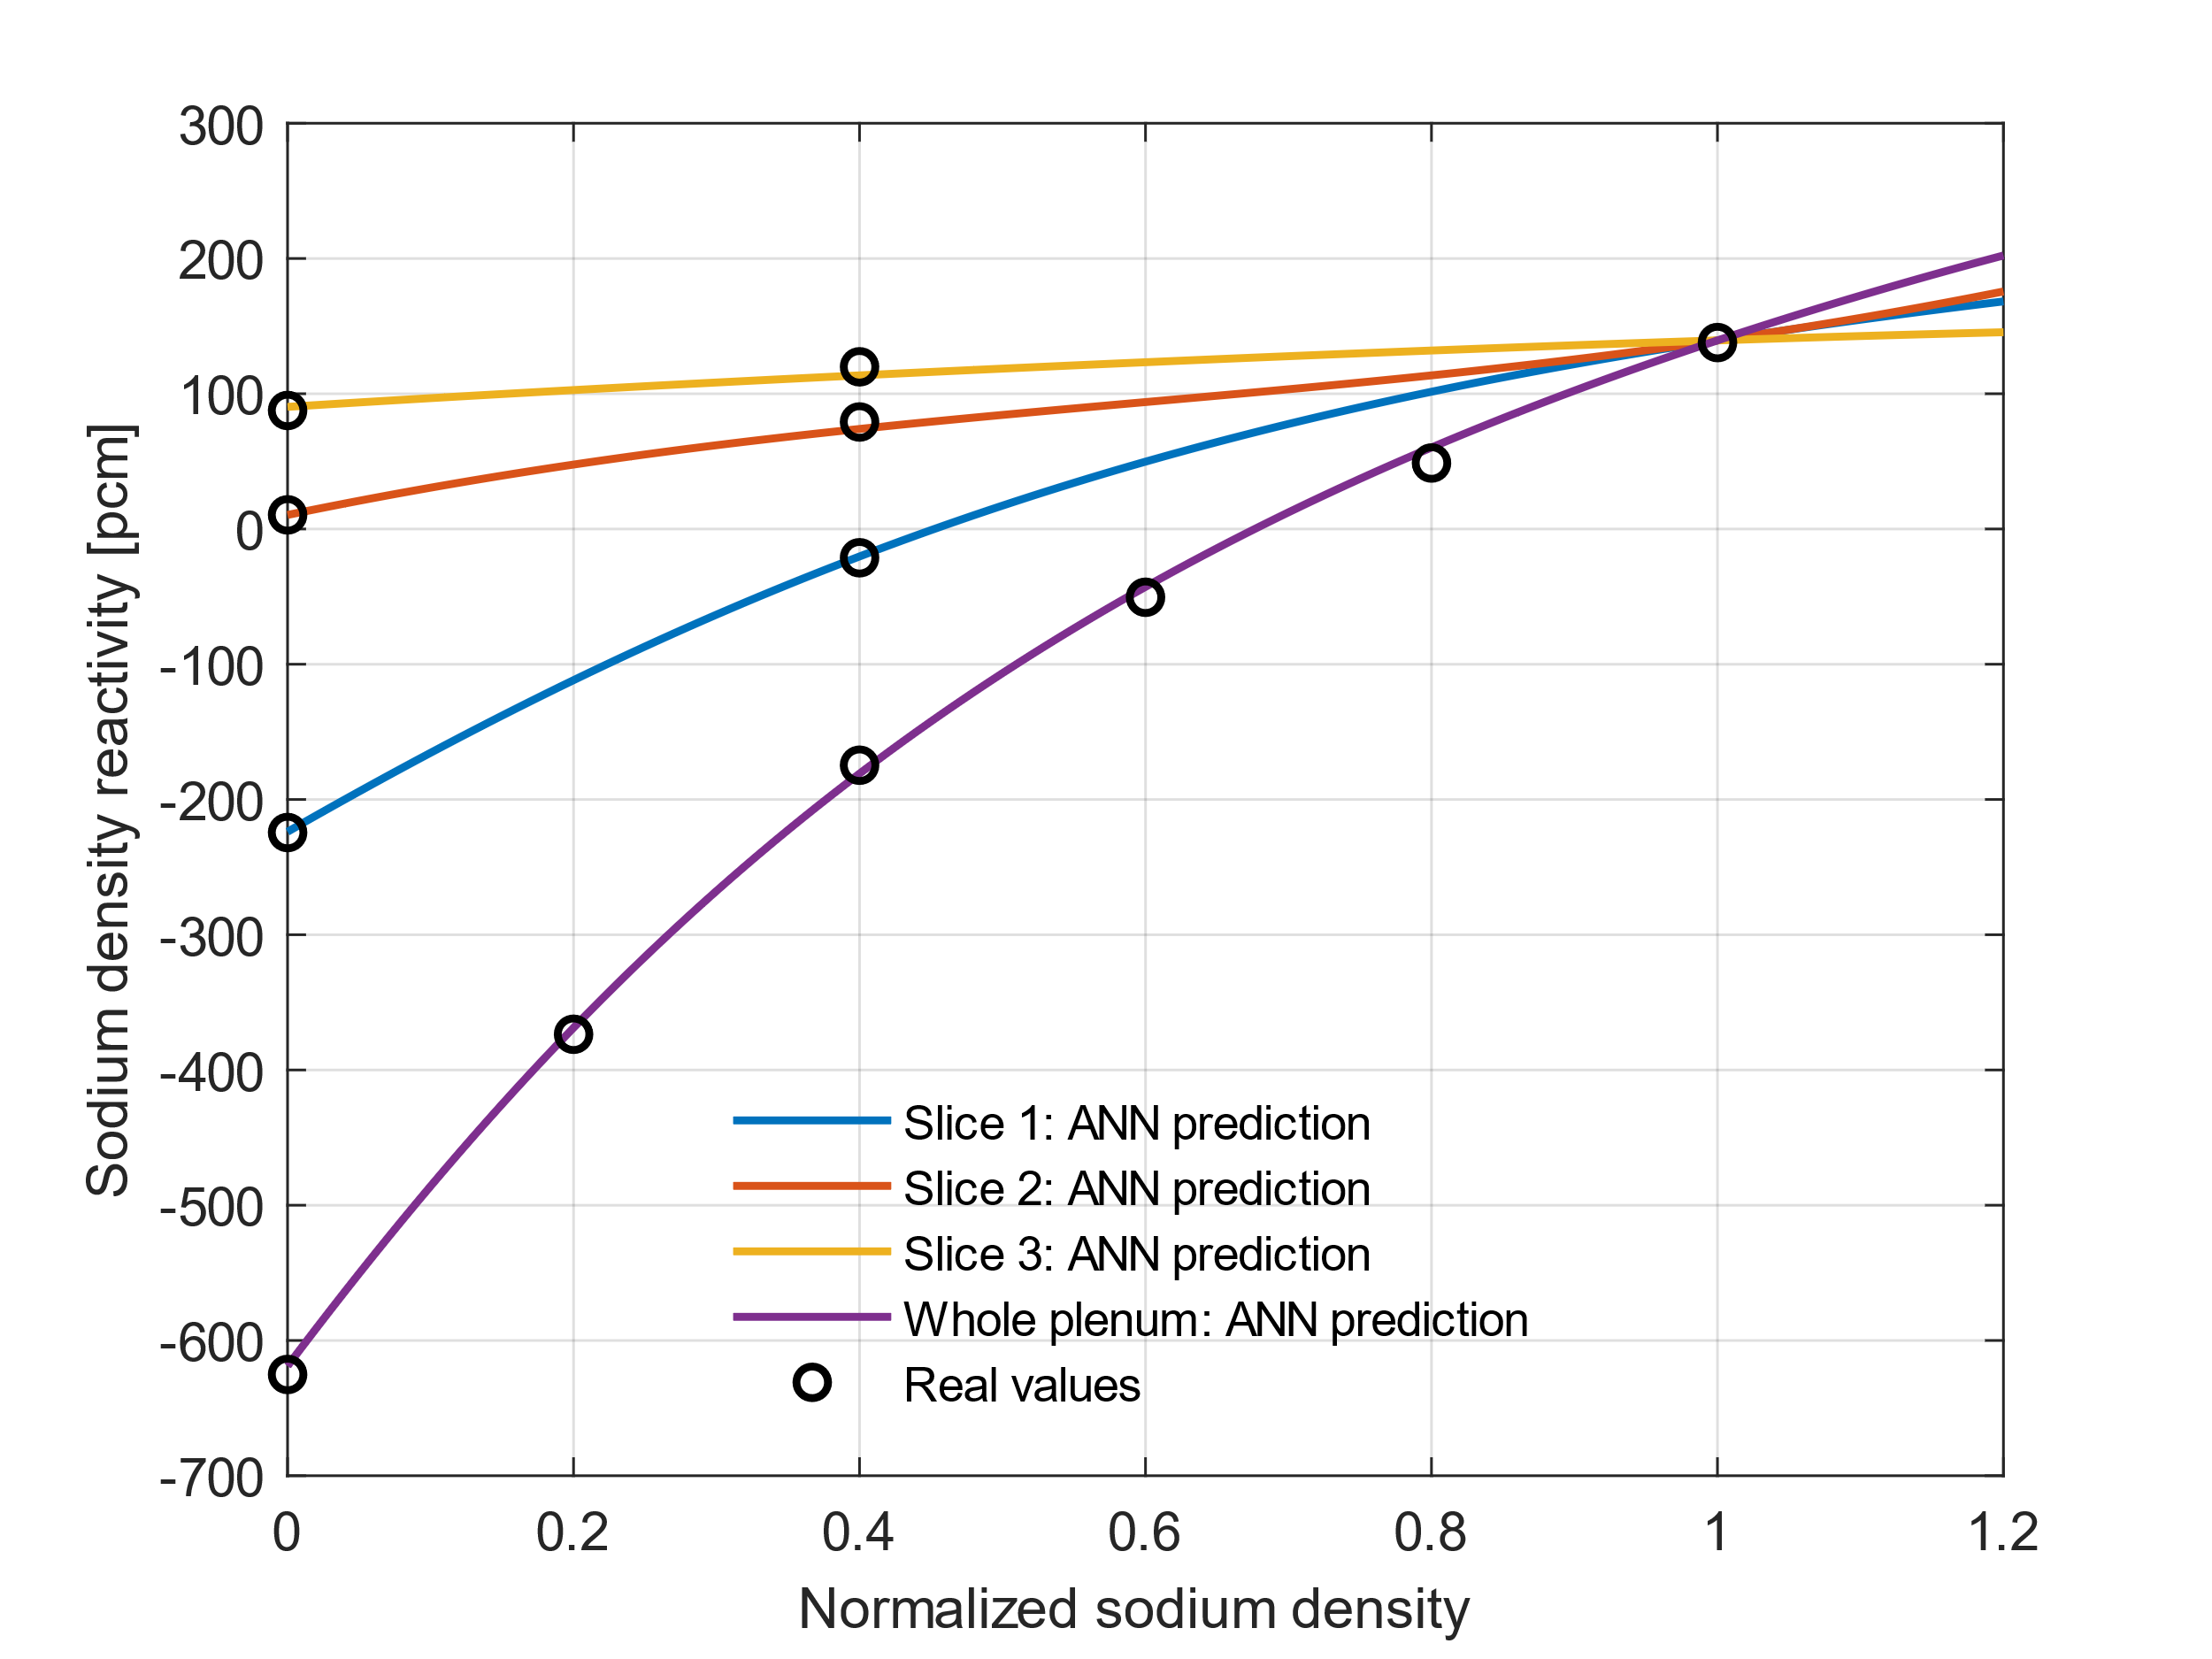 300
200
100
0
-100
-200
-300
-400
-500
-600
-700
Sodium density reactivity [pcm]
Slice 1: ANN prediction
Slice 2: ANN prediction
Slice 3: ANN prediction
Whole plenum: ANN prediction
Real values
0 0.2 0.4 0.6 0.8 1 1.2
Normalized sodium density